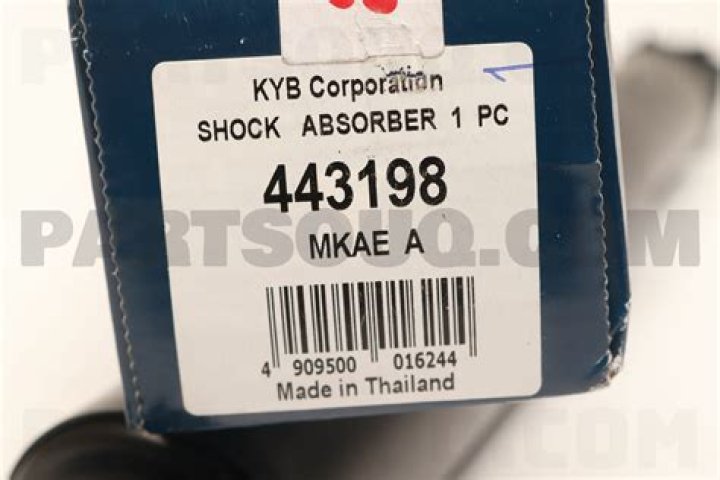 KYB Corporation
SHOCK ABSORBER 1 PC
443198
PARTSOUQ.COM
MKAE A
4 909500 016244
Made in Thailand